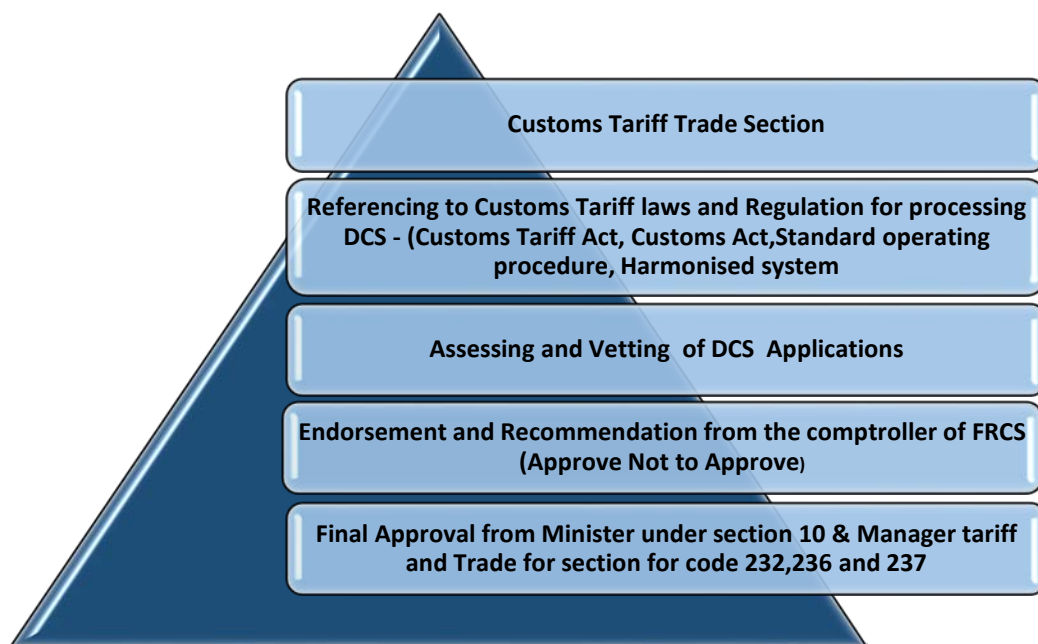 Customs Tariff Trade Section
Referencing to Customs Tariff laws and Regulation for processing
DCS - (Customs Tariff Act, Customs Act,Standard operating
procedure, Harmonised system
Assessing and Vetting of DCS Applications
Endorsement and Recommendation from the comptroller of FRCS
(Approve Not to Approve)
Final Approval from Minister under section 10 & Manager tariff
and Trade for section for code 232,236 and 237